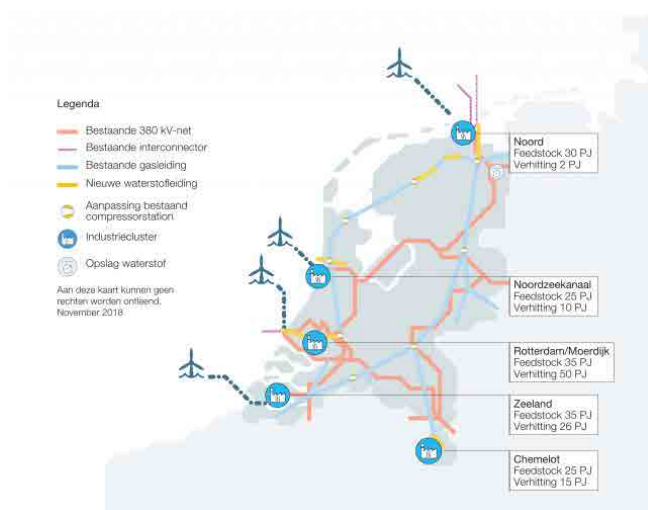 Legenda
Bestaande 380 kV-net
Bestaande interconnector
Bestaande gasleiding
Nieuwe waterstofleiding
Aanpassing bestaand
compressorstation
Industriecluster
Opslag waterstof
Aan deze kaart kunnen geen
rechten worden ontleend.
November 2018
Noord
Feedstock 30 PJ
Verhitting 2 PJ
Noordzeekanaal
Feedstock 25 PJ
Verhitting 10 PJ
Rotterdam/Moerdijk
Feedstock 35 PJ
Verhitting 50 PJ
Zeeland
Feedstock 35 PJ
Verhitting 26 PJ
Chemelot
Feedstock 25 PJ
Verhitting 15 PJ